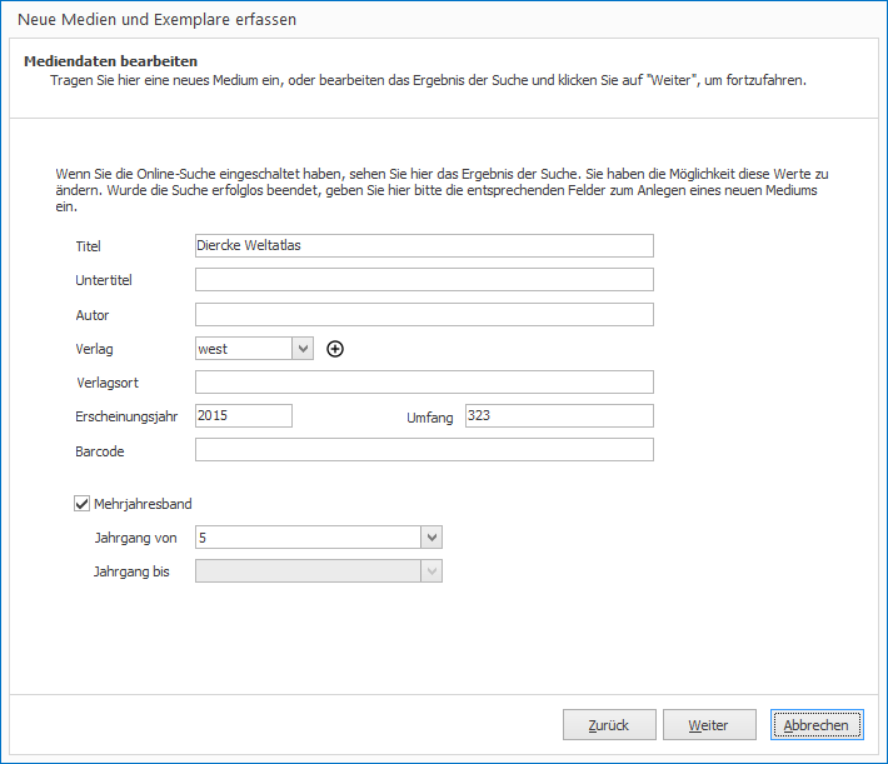 Neue Medien und Exemplare erfassen
Mediendaten bearbeiten
Tragen Sie hier eine neues Medium ein, oder bearbeiten das Ergebnis der Suche und klicken Sie auf "Weiter", um fortzufahren.
Wenn Sie die Online-Suche eingeschaltet haben, sehen Sie hier das Ergebnis der Suche. Sie haben die Möglichkeit diese Werte zu
ändern. Wurde die Suche erfolglos beendet, geben Sie hier bitte die entsprechenden Felder zum Anlegen eines neuen Mediums
ein.
Titel Diercke Weltatlas
Untertitel
Autor
Verlag west
Verlagsort
Erscheinungsjahr 2015 Umfang 323
Barcode
Mehrjahresband
Jahrgang von 5
Jahrgang bis
Zurück Weiter Abbrechen